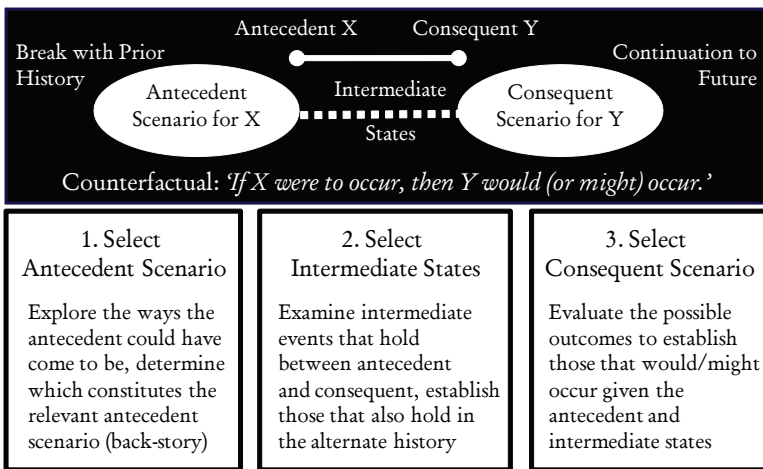 Antecedent X
Consequent Y
Break with Prior
History
Continuation to
Future
Antecedent
Scenario for X
Intermediate
States
Consequent
Scenario for Y
Counterfactual: ‘If X were to occur, then Y would (or might) occur.’
1. Select
Antecedent Scenario
Explore the ways the
antecedent could have
come to be, determine
which constitutes the
relevant antecedent
scenario (back-story)
2. Select
Intermediate States
Examine intermediate
events that hold
between antecedent
and consequent, establish
those that also hold in
the alternate history
3. Select
Consequent Scenario
Evaluate the possible
outcomes to establish
those that would/might
occur given the
antecedent and
intermediate states